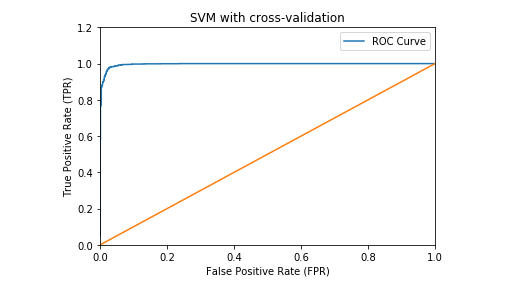 SVM with cross-validation
ROC Curve
True Positive Rate (TPR)
1.2
1.0
0.8
0.6
0.4
0.2
0.0
0.0 0.2 0.4 0.6 0.8 1.0
False Positive Rate (FPR)